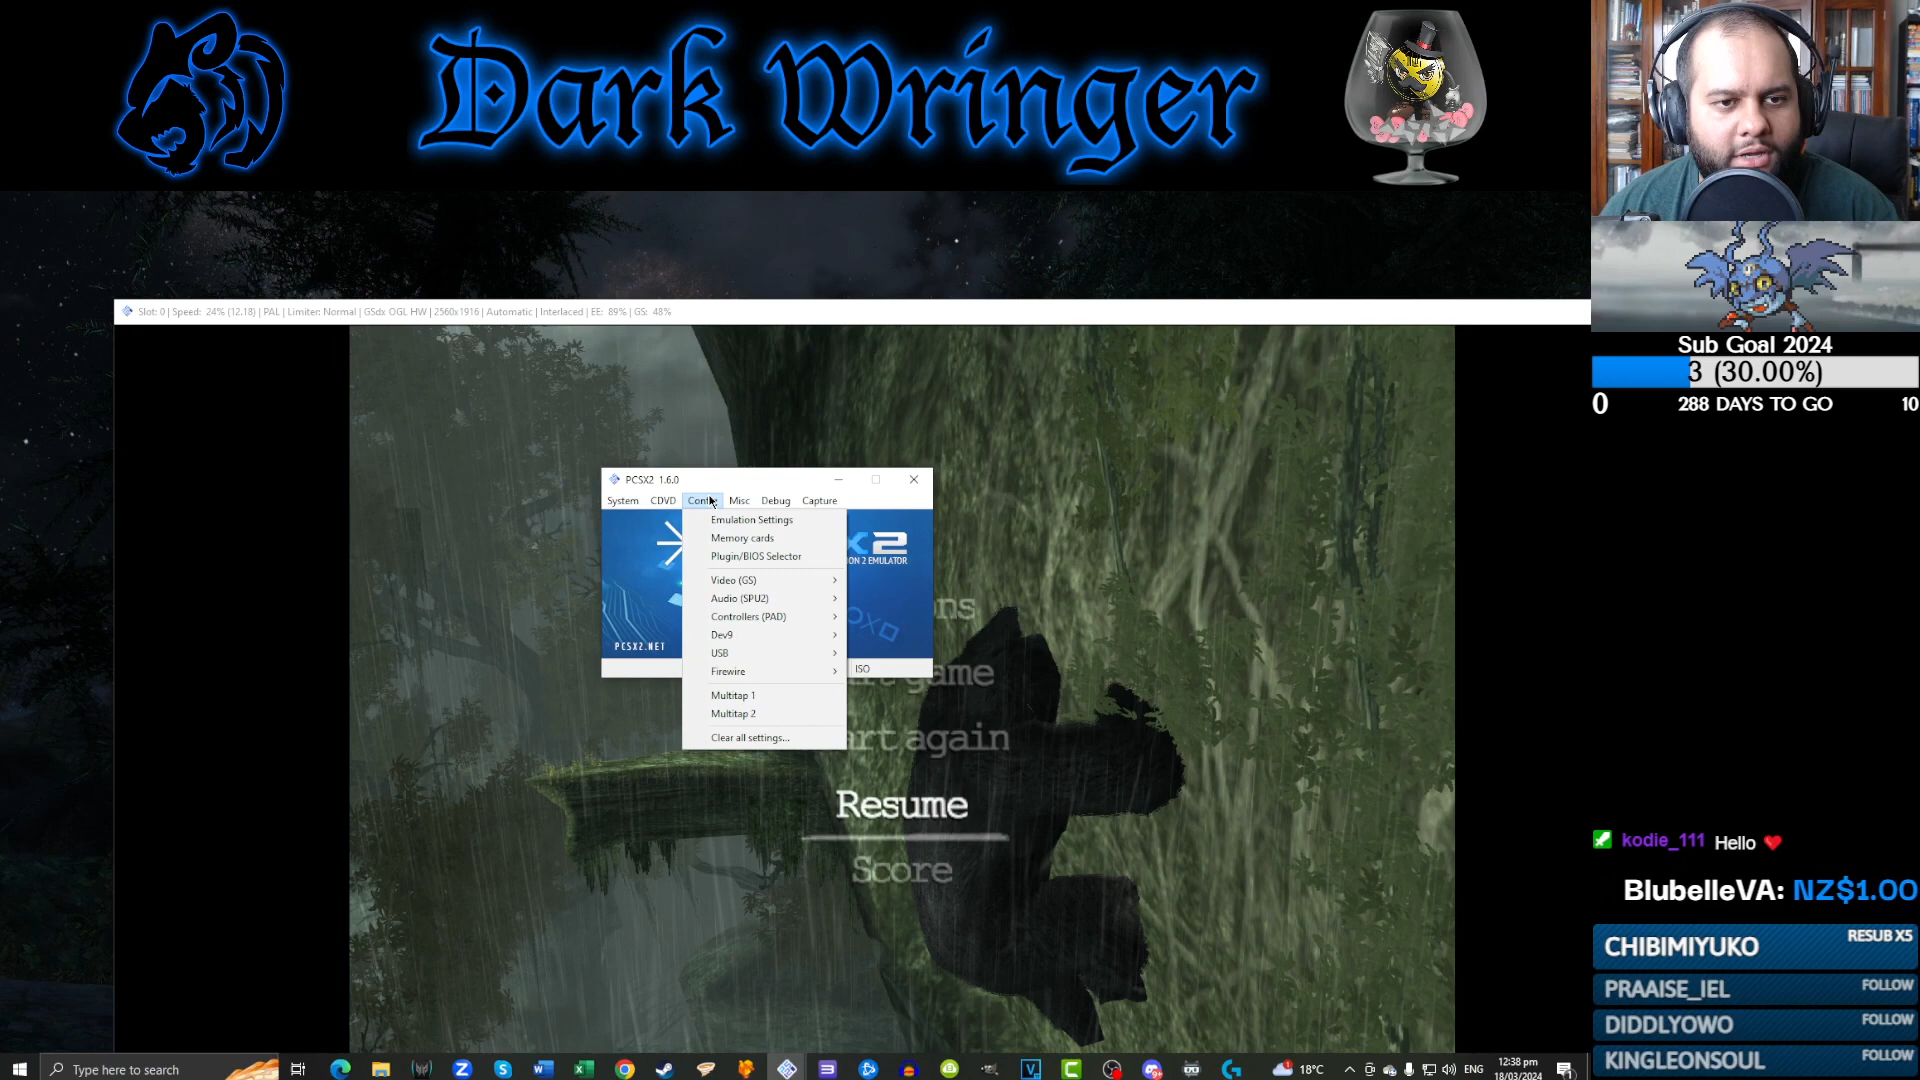 Dark Wringer
Slot: 0 | Speed: 24% (12.18) | PAL | Limiter: Normal | GSdx OGL HW | 2560x1916 | Automatic | Interlaced | EE: 89% | GS: 48%
Sub Goal 2024
3 (30.00%)
0 288 DAYS TO GO 10
PCSX2 1.6.0
System CDVD Config Misc Debug Capture
Emulation Settings
Memory cards
Plugin/BIOS Selector
Video (GS)
Audio (SPU2)
Controllers (PAD)
Dev9
USB
Firewire
Multitap 1
Multitap 2
Clear all settings...
X2
ON 2 EMULATOR
PCSX2.NET
ISO
ons
art game
art again
Resume
Score
kodie_111 Hello
BlubelleVA: NZ$1.00
CHIBIMIYUKO RESUB X5
PRAAISE_IEL FOLLOW
DIDDLYOWO FOLLOW
KINGLEONSOUL FOLLOW
Type here to search
18°C
ENG
12:38 pm
18/03/2024